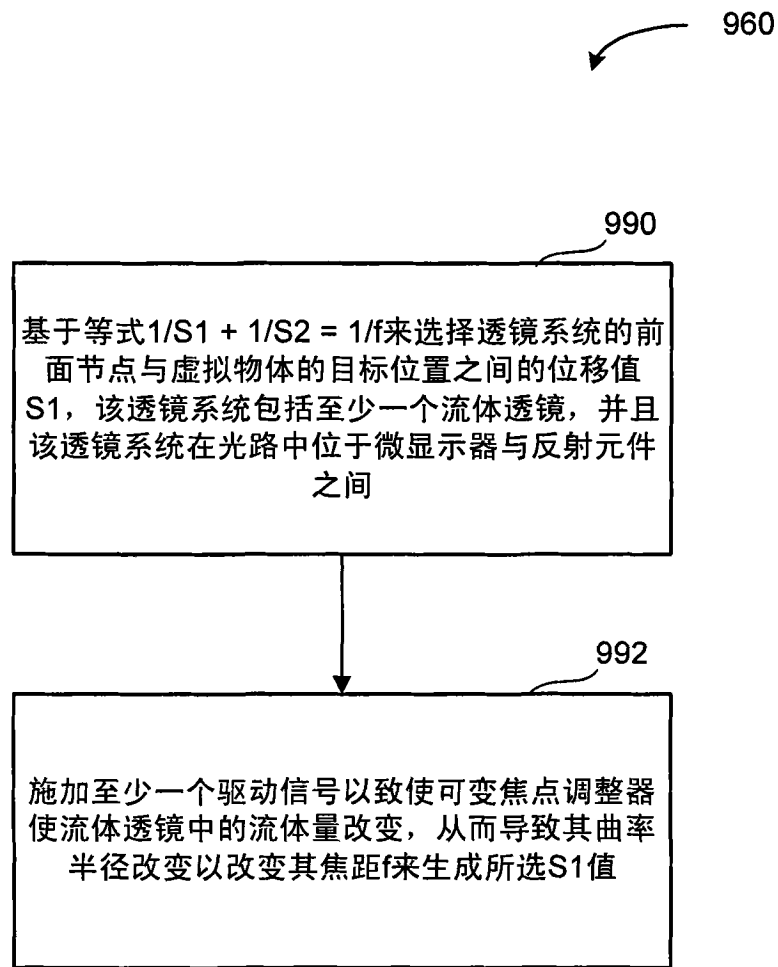 960
990
基于等式1/S1 + 1/S2 = 1/f来选择透镜系统的前
面节点与虚拟物体的目标位置之间的位移值
S1，该透镜系统包括至少一个流体透镜，并且
该透镜系统在光路中位于微显示器与反射元件
之间
992
施加至少一个驱动信号以致使可变焦点调整器
使流体透镜中的流体量改变，从而导致其曲率
半径改变以改变其焦距f来生成所选S1值